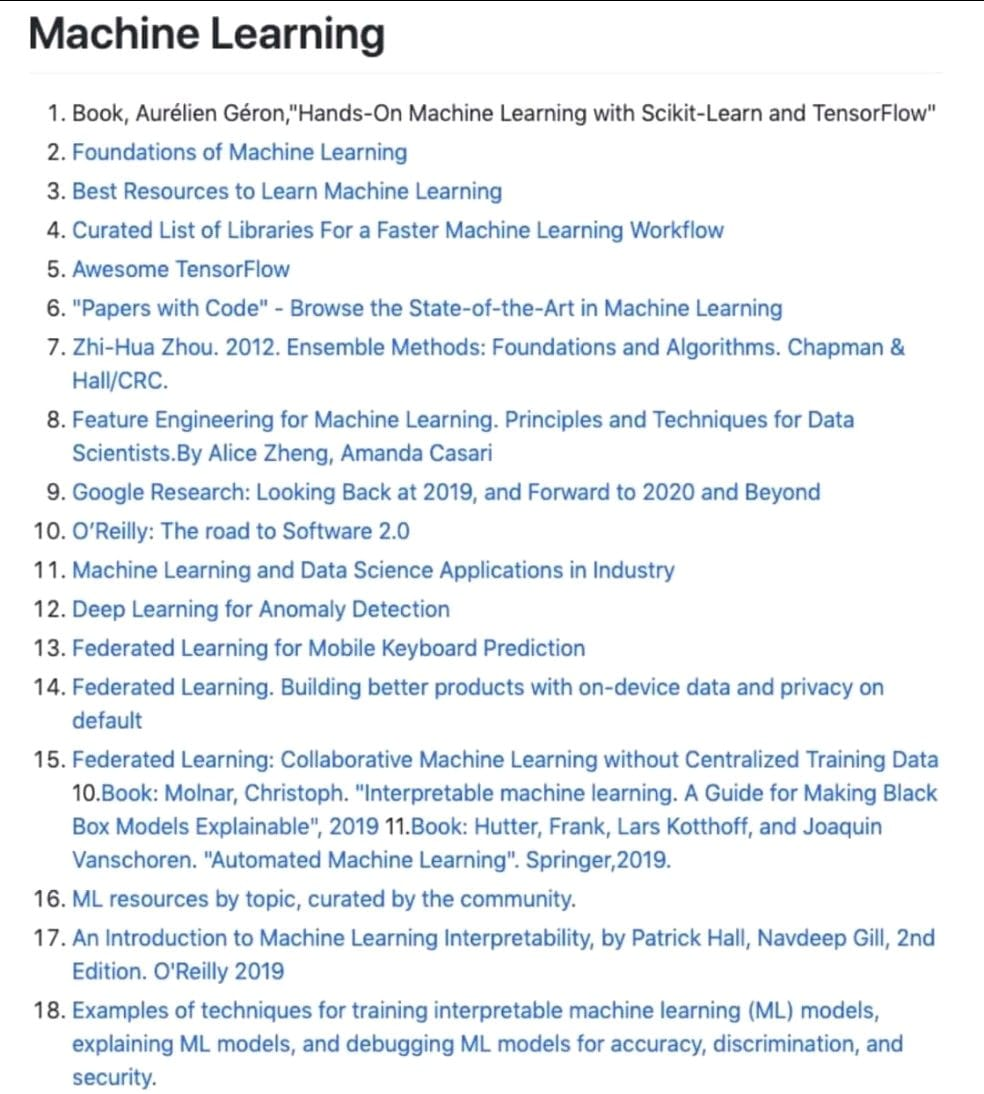 Machine Learning
1. Book, Aurélien Géron,"Hands-On Machine Learning with Scikit-Learn and TensorFlow"
2. Foundations of Machine Learning
3. Best Resources to Learn Machine Learning
4. Curated List of Libraries For a Faster Machine Learning Workflow
5. Awesome TensorFlow
6. "Papers with Code" - Browse the State-of-the-Art in Machine Learning
7. Zhi-Hua Zhou. 2012. Ensemble Methods: Foundations and Algorithms. Chapman &
Hall/CRC.
8. Feature Engineering for Machine Learning. Principles and Techniques for Data
Scientists.By Alice Zheng, Amanda Casari
9. Google Research: Looking Back at 2019, and Forward to 2020 and Beyond
10. O’Reilly: The road to Software 2.0
11. Machine Learning and Data Science Applications in Industry
12. Deep Learning for Anomaly Detection
13. Federated Learning for Mobile Keyboard Prediction
14. Federated Learning. Building better products with on-device data and privacy on
default
15. Federated Learning: Collaborative Machine Learning without Centralized Training Data
10.Book: Molnar, Christoph. "Interpretable machine learning. A Guide for Making Black
Box Models Explainable", 2019 11.Book: Hutter, Frank, Lars Kotthoff, and Joaquin
Vanschoren. "Automated Machine Learning". Springer,2019.
16. ML resources by topic, curated by the community.
17. An Introduction to Machine Learning Interpretability, by Patrick Hall, Navdeep Gill, 2nd
Edition. O'Reilly 2019
18. Examples of techniques for training interpretable machine learning (ML) models,
explaining ML models, and debugging ML models for accuracy, discrimination, and
security.